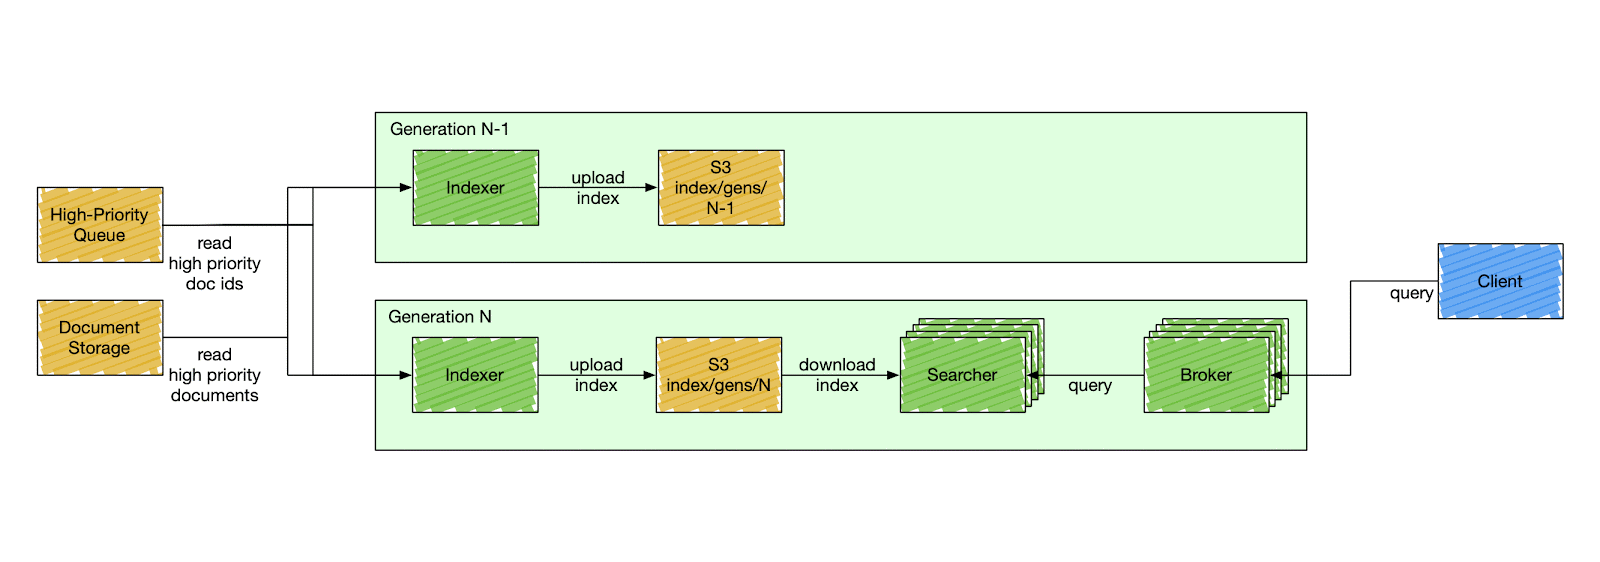 Generation N-1
Indexer
upload
index
S3
index/gens/
N-1
High-Priority
Queue
read
high priority
doc ids
Document
Storage
read
high priority
documents
Generation N
Indexer
upload
index
S3
index/gens/N
download
index
Searcher
query
Broker
query
Client